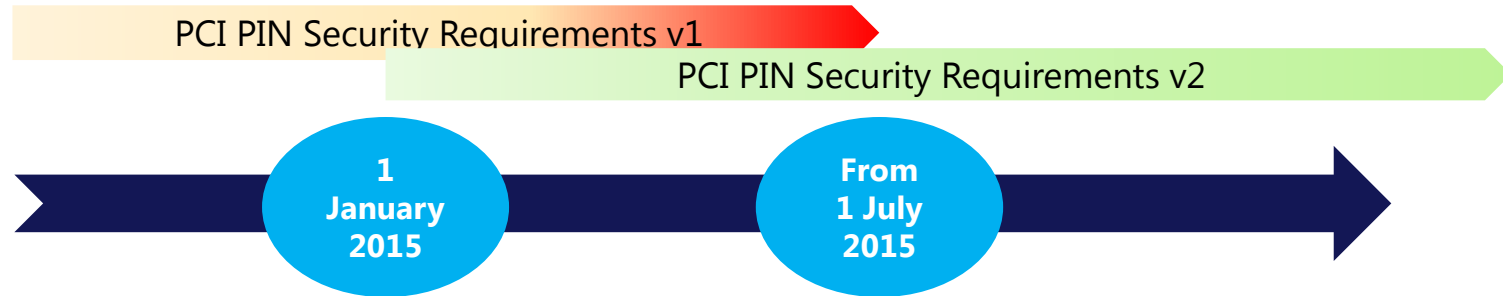 PCI PIN Security Requirements v1
PCI PIN Security Requirements v2
1
January
2015
From
1 July
2015